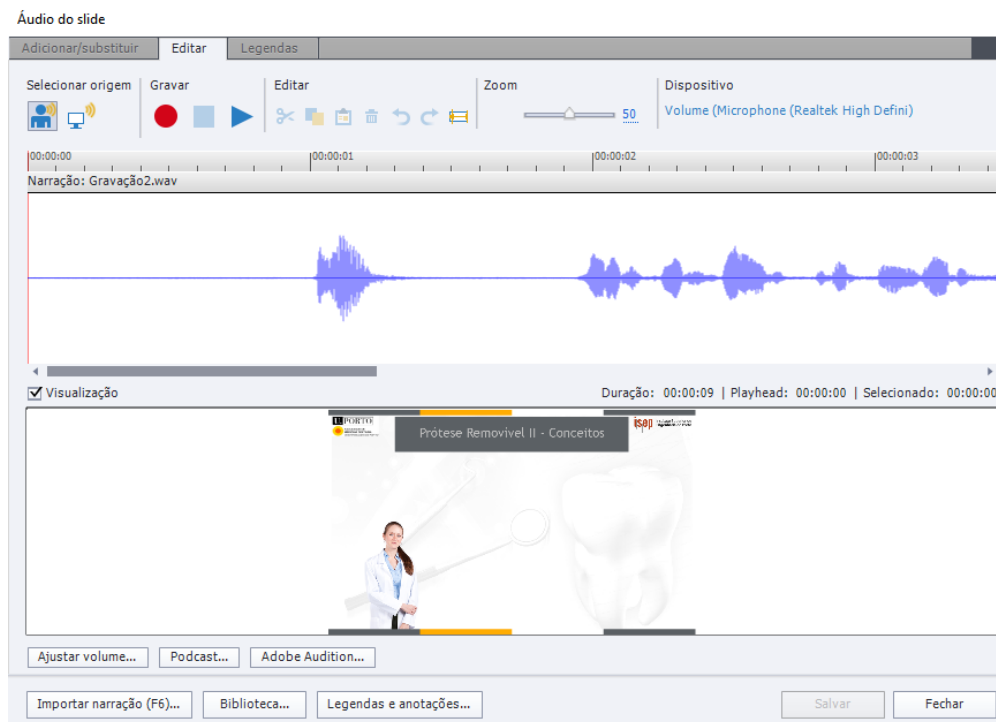 Áudio do slide
Adicionar/substituir Editar Legendas
Selecionar origem Gravar Editar Zoom Dispositivo
50 Volume (Microphone (Realtek High Defini)
00:00:00 00:00:01 00:00:02 00:00:03
Narração: Gravação2.wav
Visualização Duração: 00:00:09 | Playhead: 00:00:00 | Selecionado: 00:00:00
U.PORTO isep
Prótese Removível II - Conceitos
Ajustar volume... Podcast... Adobe Audition...
Importar narração (F6)... Biblioteca... Legendas e anotações... Salvar Fechar